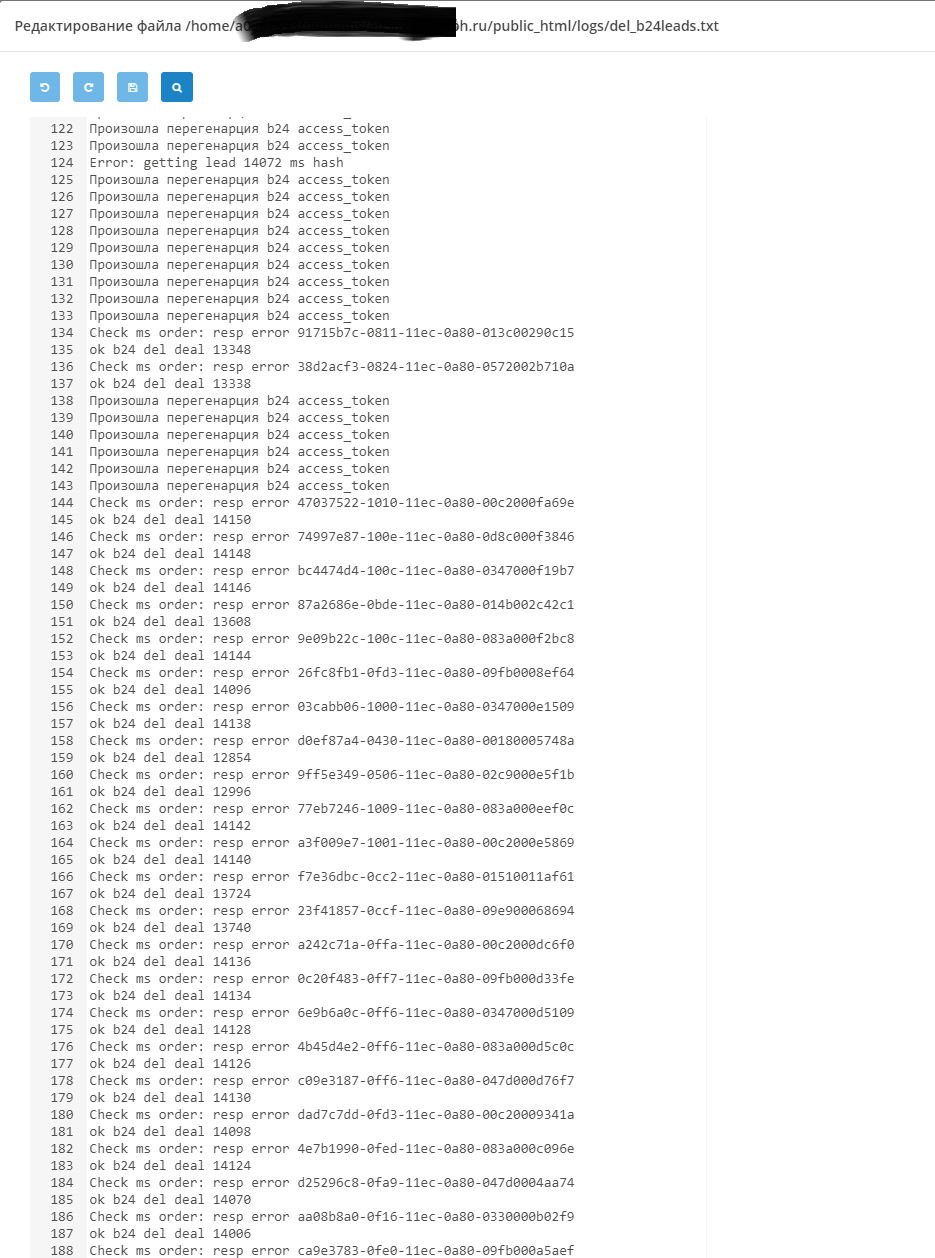 Редактирование файла /home/a0 öh.ru/public_html/logs/del_b24leads.txt
122 Произошла перегенарция b24 access_token
123 Произошла перегенарция b24 access_token
124 Error: getting lead 14072 ms hash
125 Произошла перегенарция b24 access_token
126 Произошла перегенарция b24 access_token
127 Произошла перегенарция b24 access_token
128 Произошла перегенарция b24 access_token
129 Произошла перегенарция b24 access_token
130 Произошла перегенарция b24 access_token
131 Произошла перегенарция b24 access_token
132 Произошла перегенарция b24 access_token
133 Произошла перегенарция b24 access_token
134 Check ms order: resp error 91715b7c-0811-11ec-0a80-013c00290c15
135 ok b24 del deal 13348
136 Check ms order: resp error 38d2acf3-0824-11ec-0a80-0572002b710a
137 ok b24 del deal 13338
138 Произошла перегенарция b24 access_token
139 Произошла перегенарция b24 access_token
140 Произошла перегенарция b24 access_token
141 Произошла перегенарция b24 access_token
142 Произошла перегенарция b24 access_token
143 Произошла перегенарция b24 access_token
144 Check ms order: resp error 47037522-1010-11ec-0a80-00c2000fa69e
145 ok b24 del deal 14150
146 Check ms order: resp error 74997e87-100e-11ec-0a80-0d8c000f3846
147 ok b24 del deal 14148
148 Check ms order: resp error bc4474d4-100c-11ec-0a80-0347000f19b7
149 ok b24 del deal 14146
150 Check ms order: resp error 87a2686e-0bde-11ec-0a80-014b002c42c1
151 ok b24 del deal 13608
152 Check ms order: resp error 9e09b22c-100c-11ec-0a80-083a000f2bc8
153 ok b24 del deal 14144
154 Check ms order: resp error 26fc8fb1-0fd3-11ec-0a80-09fb0008ef64
155 ok b24 del deal 14096
156 Check ms order: resp error 03cabb06-1000-11ec-0a80-0347000e1509
157 ok b24 del deal 14138
158 Check ms order: resp error d0ef87a4-0430-11ec-0a80-00180005748a
159 ok b24 del deal 12854
160 Check ms order: resp error 9ff5e349-0506-11ec-0a80-02c9000e5f1b
161 ok b24 del deal 12996
162 Check ms order: resp error 77eb7246-1009-11ec-0a80-083a000eef0c
163 ok b24 del deal 14142
164 Check ms order: resp error a3f009e7-1001-11ec-0a80-00c2000e5869
165 ok b24 del deal 14140
166 Check ms order: resp error f7e36dbc-0cc2-11ec-0a80-01510011af61
167 ok b24 del deal 13724
168 Check ms order: resp error 23f41857-0ccf-11ec-0a80-09e900068694
169 ok b24 del deal 13740
170 Check ms order: resp error a242c71a-0ffa-11ec-0a80-00c2000dc6f0
171 ok b24 del deal 14136
172 Check ms order: resp error 0c20f483-0ff7-11ec-0a80-09fb000d33fe
173 ok b24 del deal 14134
174 Check ms order: resp error 6e9b6a0c-0ff6-11ec-0a80-0347000d5109
175 ok b24 del deal 14128
176 Check ms order: resp error 4b45d4e2-0ff6-11ec-0a80-083a000d5c0c
177 ok b24 del deal 14126
178 Check ms order: resp error c09e3187-0ff6-11ec-0a80-047d000d76f7
179 ok b24 del deal 14130
180 Check ms order: resp error dad7c7dd-0fd3-11ec-0a80-00c20009341a
181 ok b24 del deal 14098
182 Check ms order: resp error 4e7b1990-0fed-11ec-0a80-083a000c096e
183 ok b24 del deal 14124
184 Check ms order: resp error d25296c8-0fa9-11ec-0a80-047d0004aa74
185 ok b24 del deal 14070
186 Check ms order: resp error aa08b8a0-0f16-11ec-0a80-0330000b02f9
187 ok b24 del deal 14006
188 Check ms order: resp error ca9e3783-0fe0-11ec-0a80-09fb000a5aef